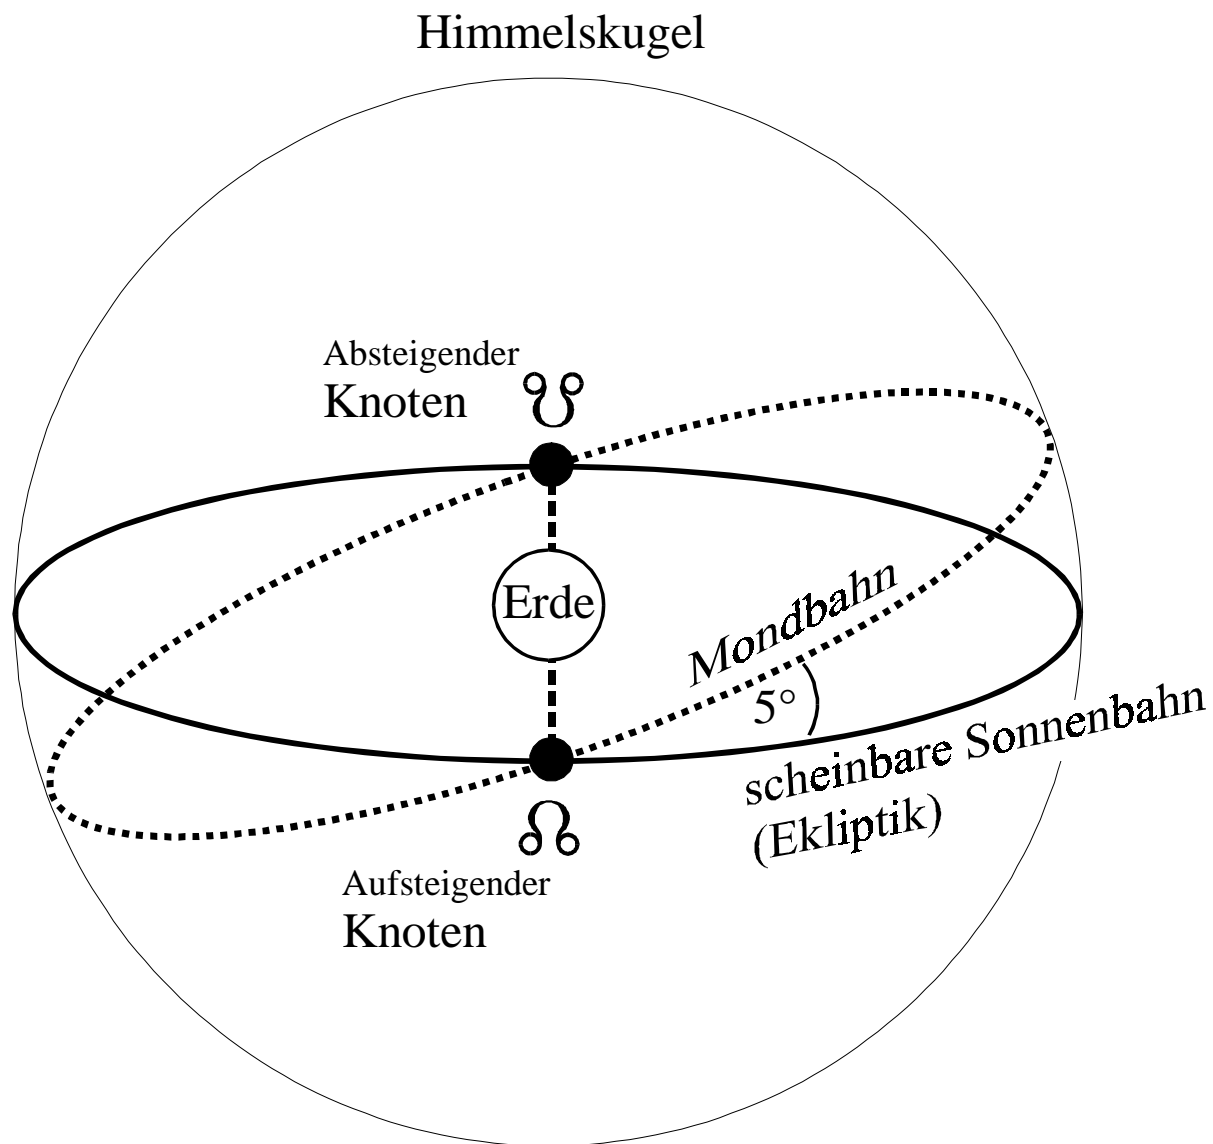 Himmelskugel
Absteigender
Knoten
☋
Erde
Mondbahn
5°
scheinbare Sonnenbahn
(Ekliptik)
☊
Aufsteigender
Knoten